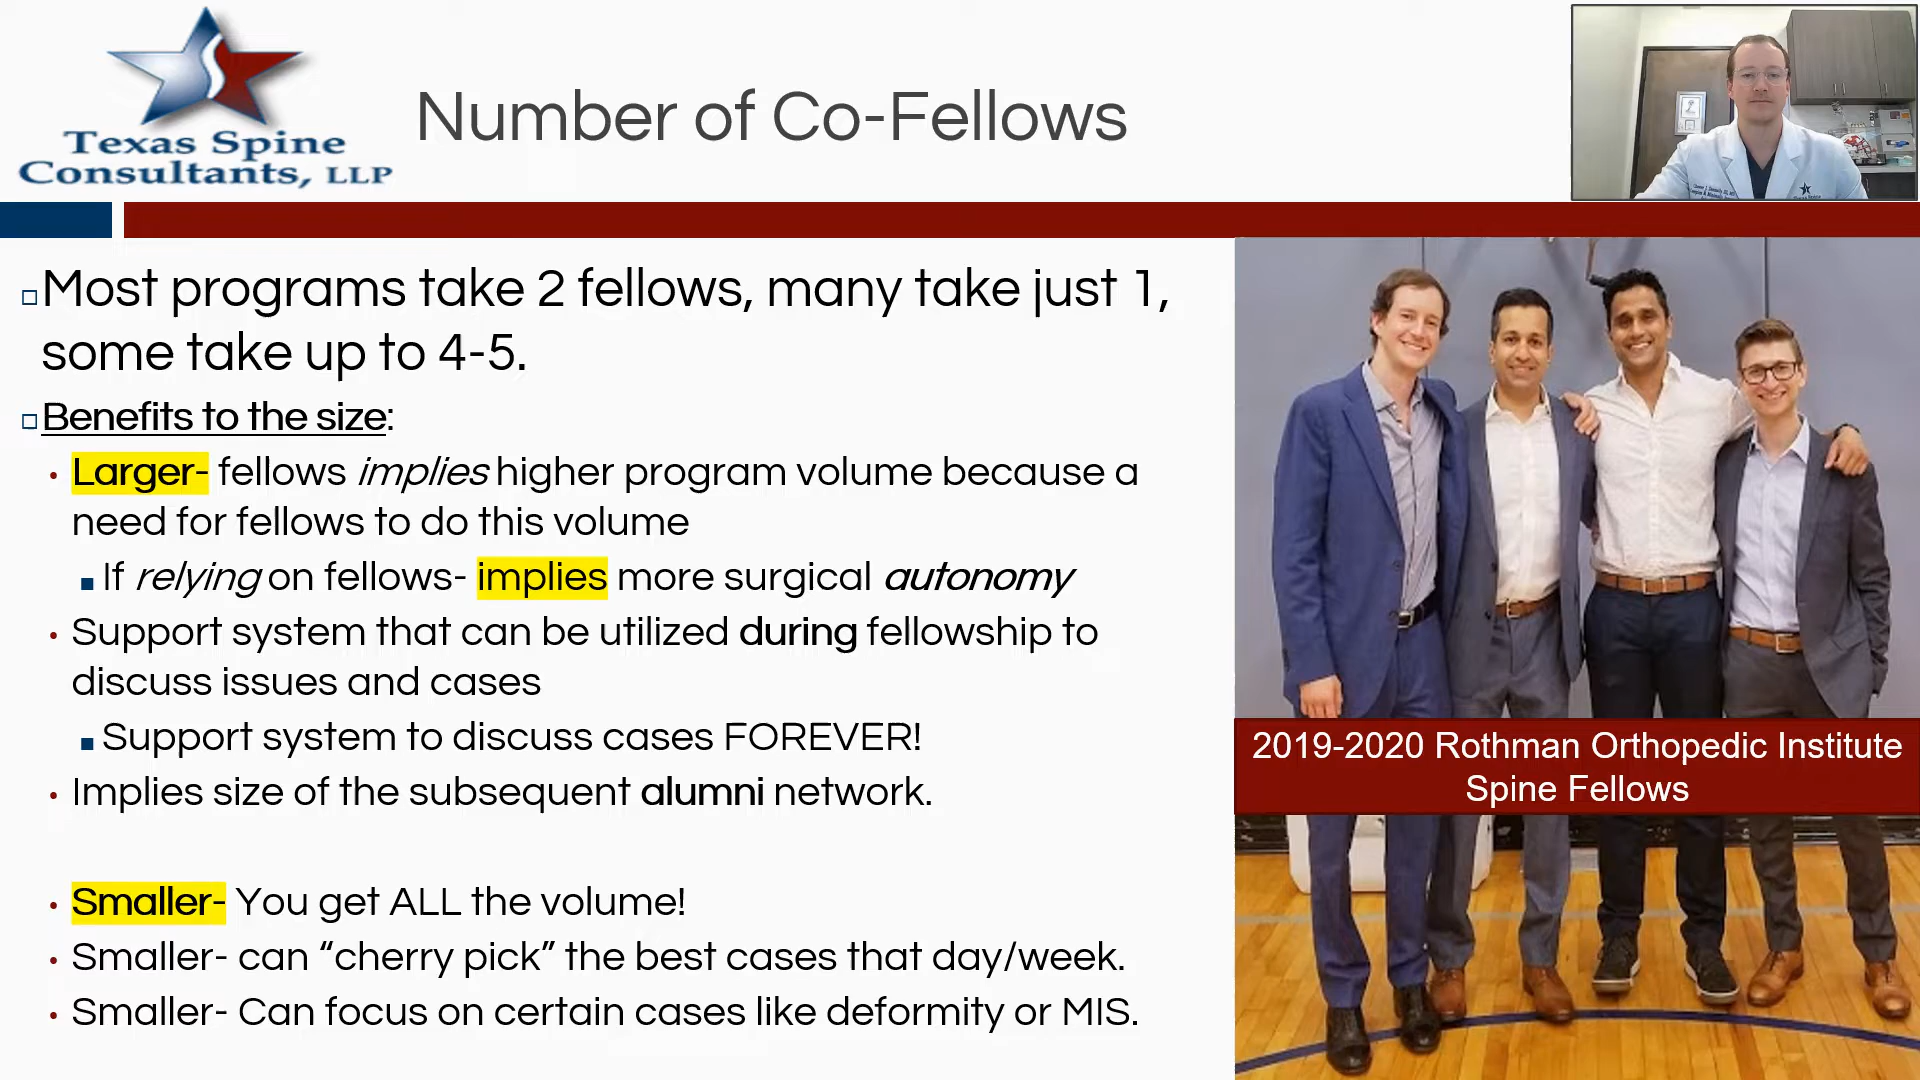 Texas Spine
Consultants, LLP
Number of Co-Fellows
Most programs take 2 fellows, many take just 1,
some take up to 4-5.
Benefits to the size:
Larger- fellows implies higher program volume because a
need for fellows to do this volume
If relying on fellows- implies more surgical autonomy
Support system that can be utilized during fellowship to
discuss issues and cases
Support system to discuss cases FOREVER!
Implies size of the subsequent alumni network.
Smaller- You get ALL the volume!
Smaller- can “cherry pick” the best cases that day/week.
Smaller- Can focus on certain cases like deformity or MIS.
2019-2020 Rothman Orthopedic Institute
Spine Fellows